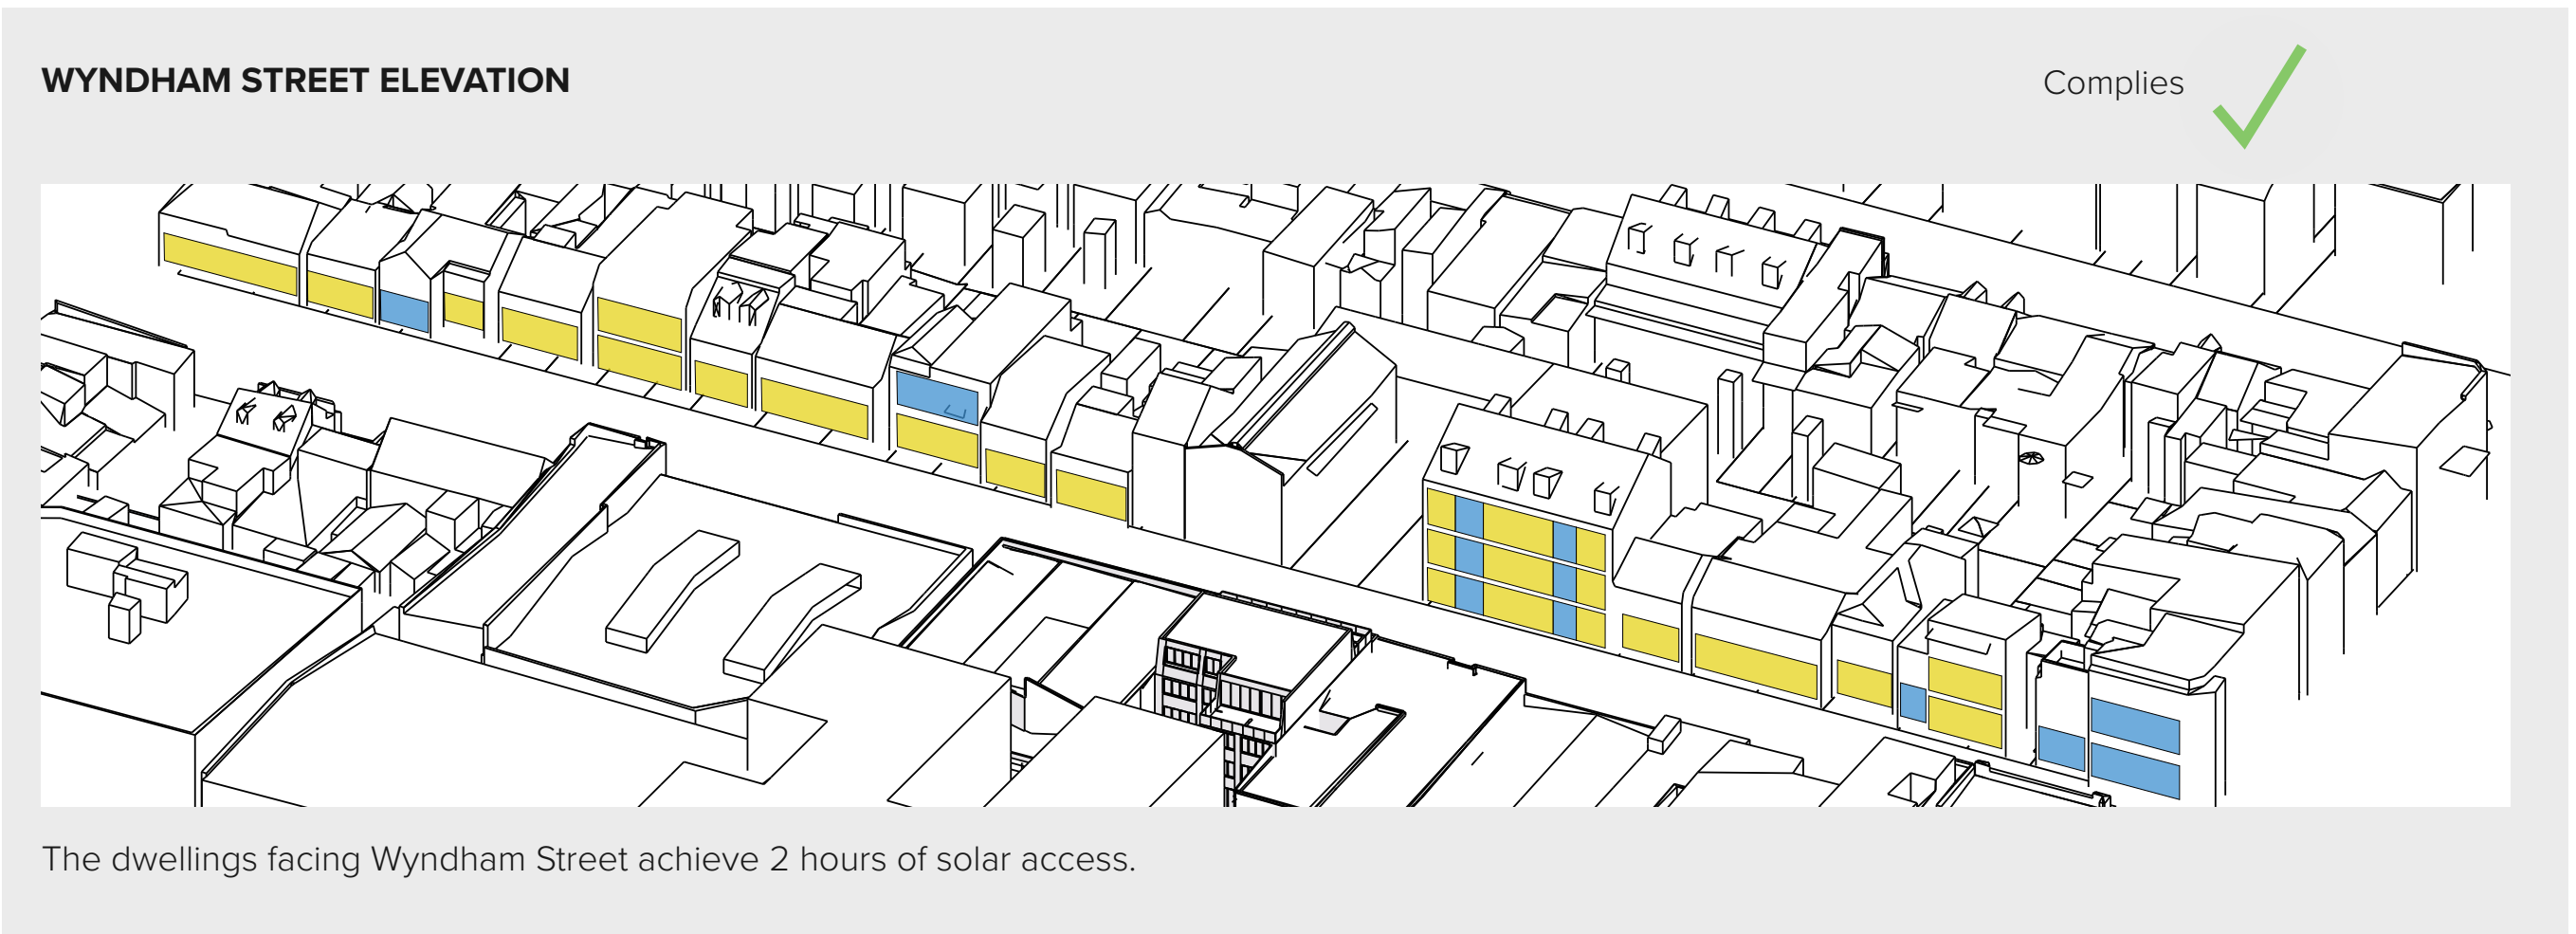 WYNDHAM STREET ELEVATION
Complies
The dwellings facing Wyndham Street achieve 2 hours of solar access.